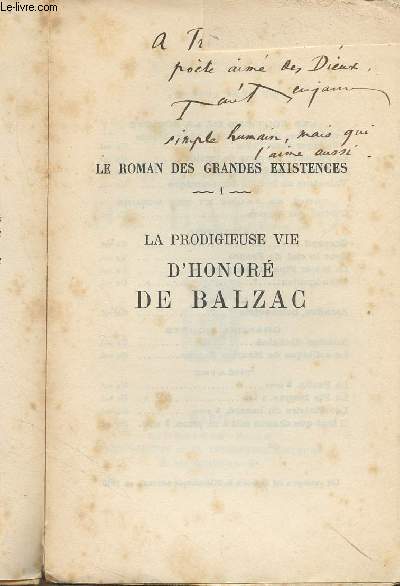 Le-livre.com
A Tr
poète aimé des Dieux.
simple humain, mais qui
l'aime aussi.
LE ROMAN DES GRANDES EXISTENCES
I
LA PRODIGIEUSE VIE
D'HONORÉ
DE BALZAC